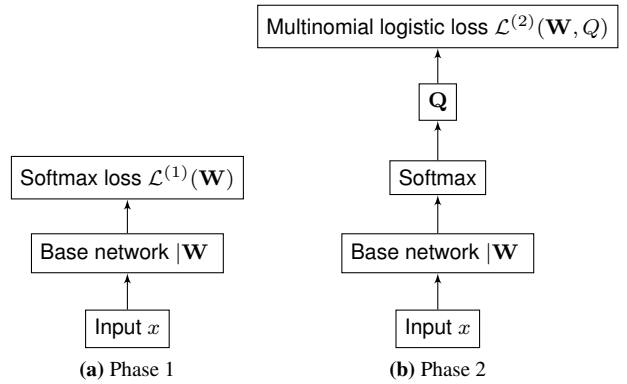 Softmax loss ℒ⁽¹⁾(𝐖)
Base network |𝐖
Input 𝑥
(a) Phase 1
Multinomial logistic loss ℒ⁽²⁾(𝐖, 𝑄)
𝐐
Softmax
Base network |𝐖
Input 𝑥
(b) Phase 2